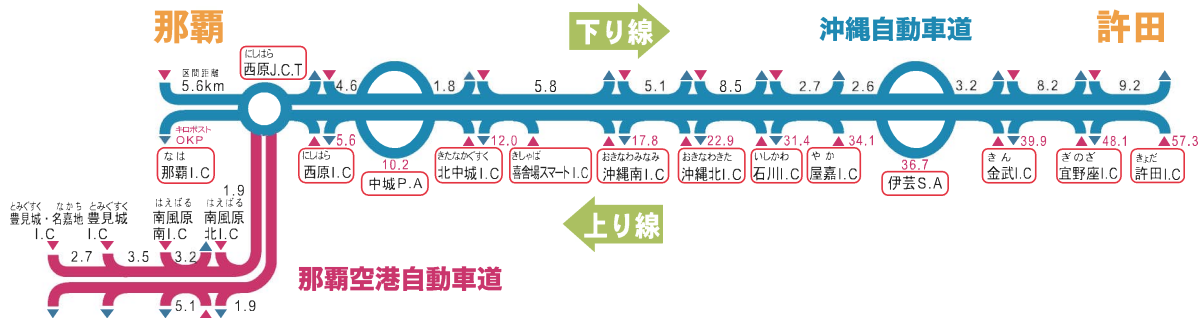 那覇
下り線
沖縄自動車道
許田
にしはら
西原J.C.T
区間距離
5.6km
4.6
1.8
5.8
5.1
8.5
2.7
2.6
3.2
8.2
9.2
キロポスト
0KP
5.6
10.2
12.0
17.8
22.9
31.4
34.1
36.7
39.9
48.1
57.3
なは
那覇I.C
にしはら
西原I.C
中城P.A
きたなかぐすく
北中城I.C
きしゃば
喜舎場スマートI.C
おきなわみなみ
沖縄南I.C
おきなわきた
沖縄北I.C
いしかわ
石川I.C
やか
屋嘉I.C
伊芸S.A
きん
金武I.C
ぎのざ
宜野座I.C
きょだ
許田I.C
上り線
とみぐすく なかち
豊見城・名嘉地
I.C
とみぐすく
豊見城
I.C
はえばる
南風原
南I.C
1.9
はえばる
南風原
北I.C
2.7
3.5
3.2
那覇空港自動車道
5.1
1.9